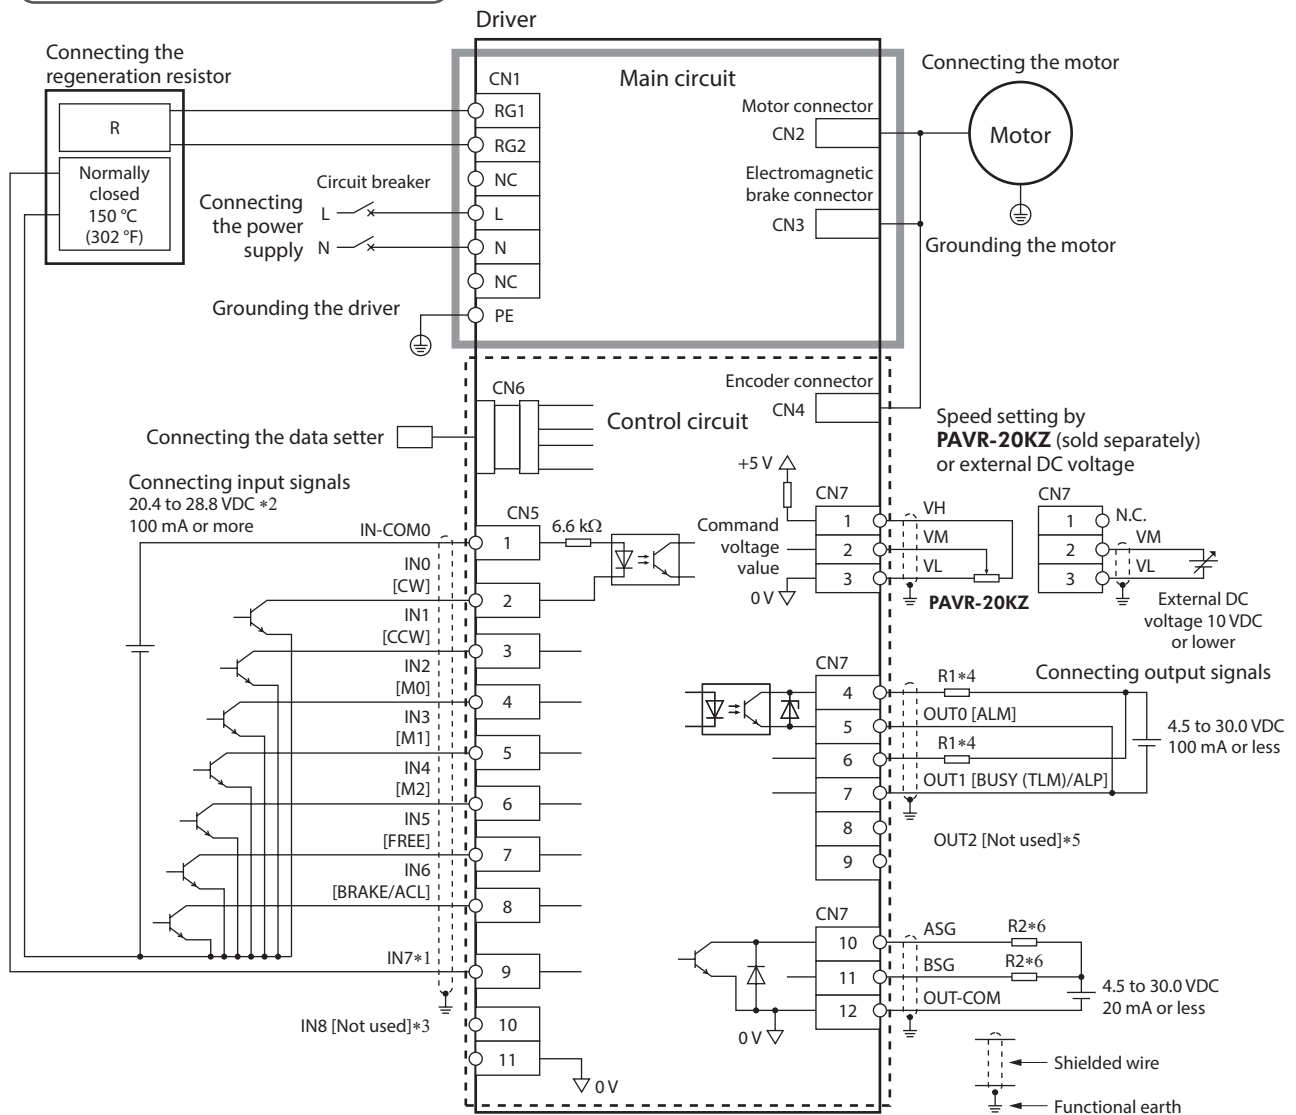 Driver
Connecting the
regeneration resistor
R
Normally
closed
150 °C
(302 °F)
CN1
Main circuit
RG1
RG2
NC
L
N
NC
PE
Circuit breaker
Connecting
the power
supply
L
N
Grounding the driver
Motor connector
CN2
Electromagnetic
brake connector
CN3
Connecting the motor
Motor
Grounding the motor
Encoder connector
CN4
CN6
Control circuit
Connecting the data setter
Connecting input signals
20.4 to 28.8 VDC *2
100 mA or more
CN5
6.6 kΩ
IN-COM0
1
IN0
[CW]
2
IN1
[CCW]
3
IN2
[M0]
4
IN3
[M1]
5
IN4
[M2]
6
IN5
[FREE]
7
IN6
[BRAKE/ACL]
8
IN7*1
9
IN8 [Not used]*3
10
11
0 V
Speed setting by
PAVR-20KZ (sold separately)
or external DC voltage
+5 V
Command
voltage
value
0 V
CN7
1
2
3
VH
VM
VL
PAVR-20KZ
CN7
1
2
3
N.C.
VM
VL
External DC
voltage 10 VDC
or lower
Connecting output signals
CN7
4
5
6
7
8
9
R1*4
OUT0 [ALM]
R1*4
OUT1 [BUSY (TLM)/ALP]
4.5 to 30.0 VDC
100 mA or less
OUT2 [Not used]*5
CN7
10
11
12
ASG
R2*6
BSG
R2*6
OUT-COM
4.5 to 30.0 VDC
20 mA or less
0 V
Shielded wire
Functional earth